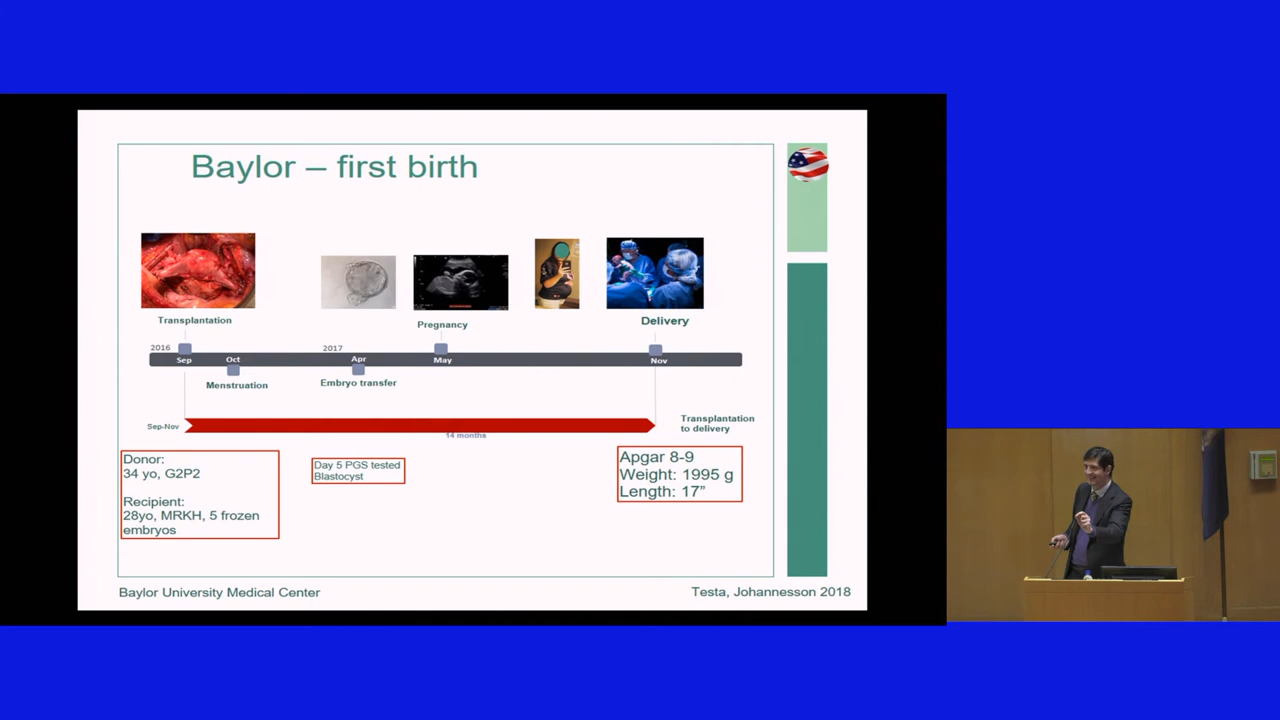 Baylor – first birth
Transplantation
Pregnancy
Delivery
2016
2017
Sep
Oct
Apr
May
Nov
Menstruation
Embryo transfer
Sep-Nov
14 months
Transplantation
to delivery
Donor:
34 yo, G2P2
Recipient:
28yo, MRKH, 5 frozen
embryos
Day 5 PGS tested
Blastocyst
Apgar 8-9
Weight: 1995 g
Length: 17”
Baylor University Medical Center
Testa, Johannesson 2018